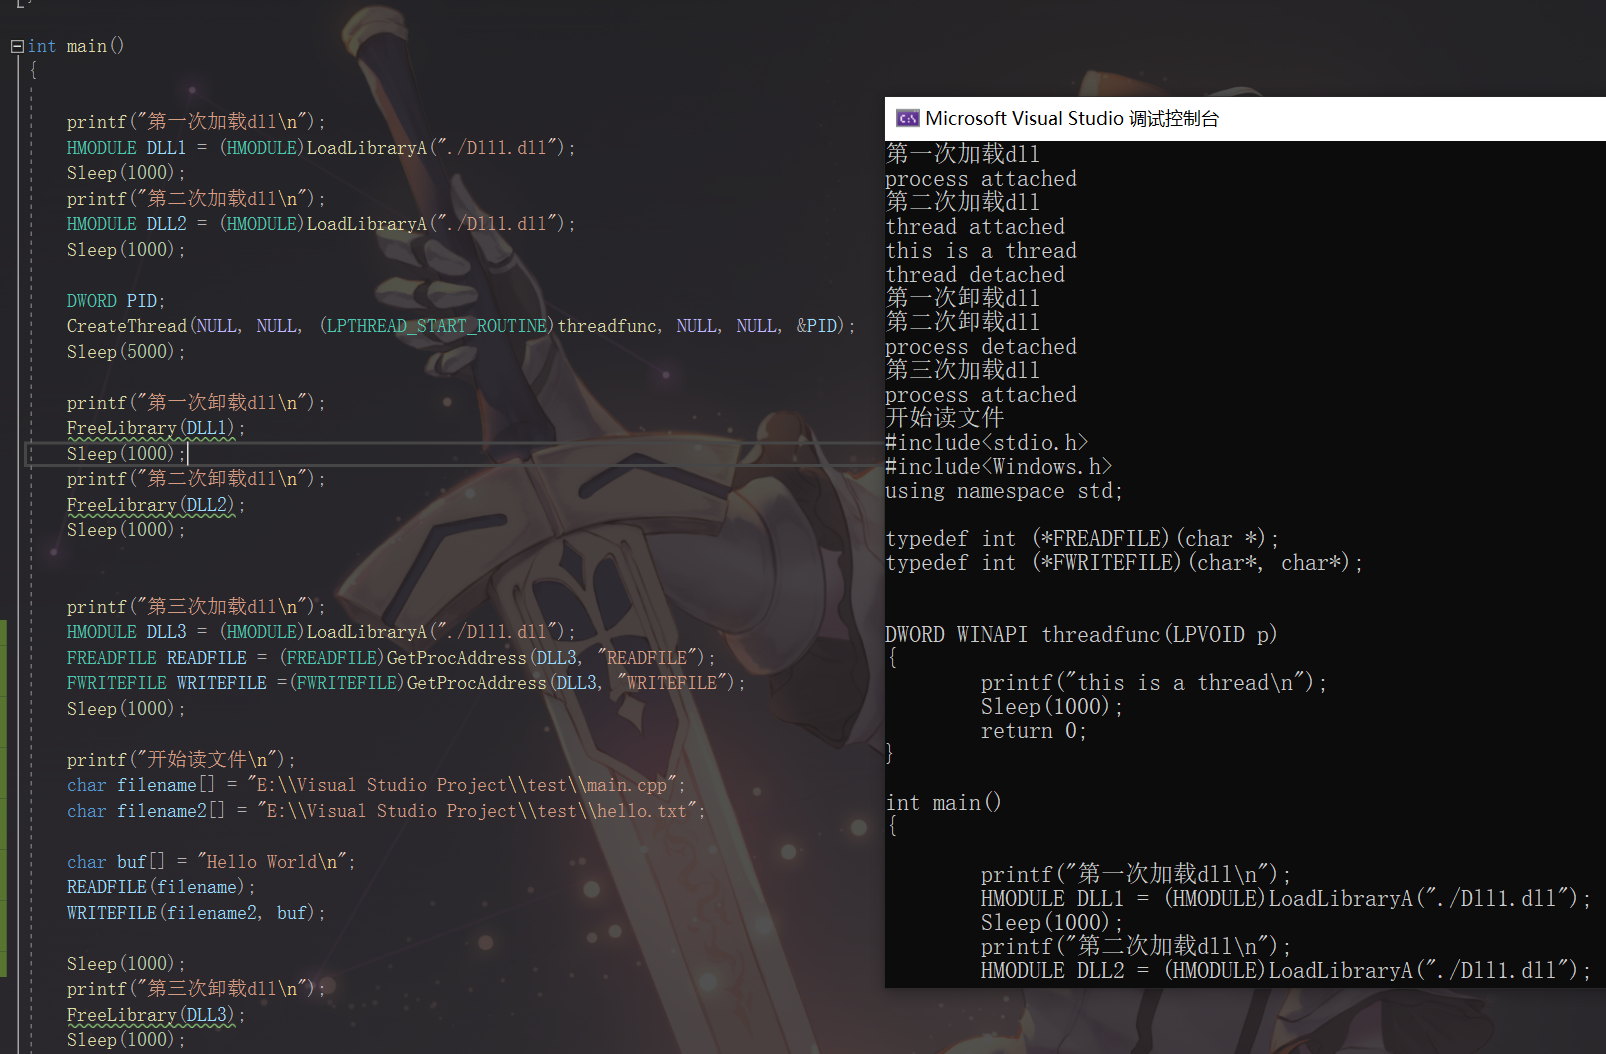 int main()
{
printf("第一次加载dll\n");
HMODULE DLL1 = (HMODULE)LoadLibraryA("./Dll1.dll");
Sleep(1000);
printf("第二次加载dll\n");
HMODULE DLL2 = (HMODULE)LoadLibraryA("./Dll1.dll");
Sleep(1000);
DWORD PID;
CreateThread(NULL, NULL, (LPTHREAD_START_ROUTINE)threadfunc, NULL, NULL, &PID);
Sleep(5000);
printf("第一次卸载dll\n");
FreeLibrary(DLL1);
Sleep(1000);
printf("第二次卸载dll\n");
FreeLibrary(DLL2);
Sleep(1000);
printf("第三次加载dll\n");
HMODULE DLL3 = (HMODULE)LoadLibraryA("./Dll1.dll");
FREADFILE READFILE = (FREADFILE)GetProcAddress(DLL3, "READFILE");
FWRITEFILE WRITEFILE =(FWRITEFILE)GetProcAddress(DLL3, "WRITEFILE");
Sleep(1000);
printf("开始读文件\n");
char filename[] = "E:\\Visual Studio Project\\test\\main.cpp";
char filename2[] = "E:\\Visual Studio Project\\test\\hello.txt";
char buf[] = "Hello World\n";
READFILE(filename);
WRITEFILE(filename2, buf);
Sleep(1000);
printf("第三次卸载dll\n");
FreeLibrary(DLL3);
Sleep(1000);
Microsoft Visual Studio 调试控制台
第一次加载dll
process attached
第二次加载dll
thread attached
this is a thread
thread detached
第一次卸载dll
第二次卸载dll
process detached
第三次加载dll
process attached
开始读文件
#include<stdio.h>
#include<Windows.h>
using namespace std;
typedef int (*FREADFILE)(char *);
typedef int (*FWRITEFILE)(char*, char*);
DWORD WINAPI threadfunc(LPVOID p)
{
printf("this is a thread\n");
Sleep(1000);
return 0;
}
int main()
{
printf("第一次加载dll\n");
HMODULE DLL1 = (HMODULE)LoadLibraryA("./Dll1.dll");
Sleep(1000);
printf("第二次加载dll\n");
HMODULE DLL2 = (HMODULE)LoadLibraryA("./Dll1.dll");